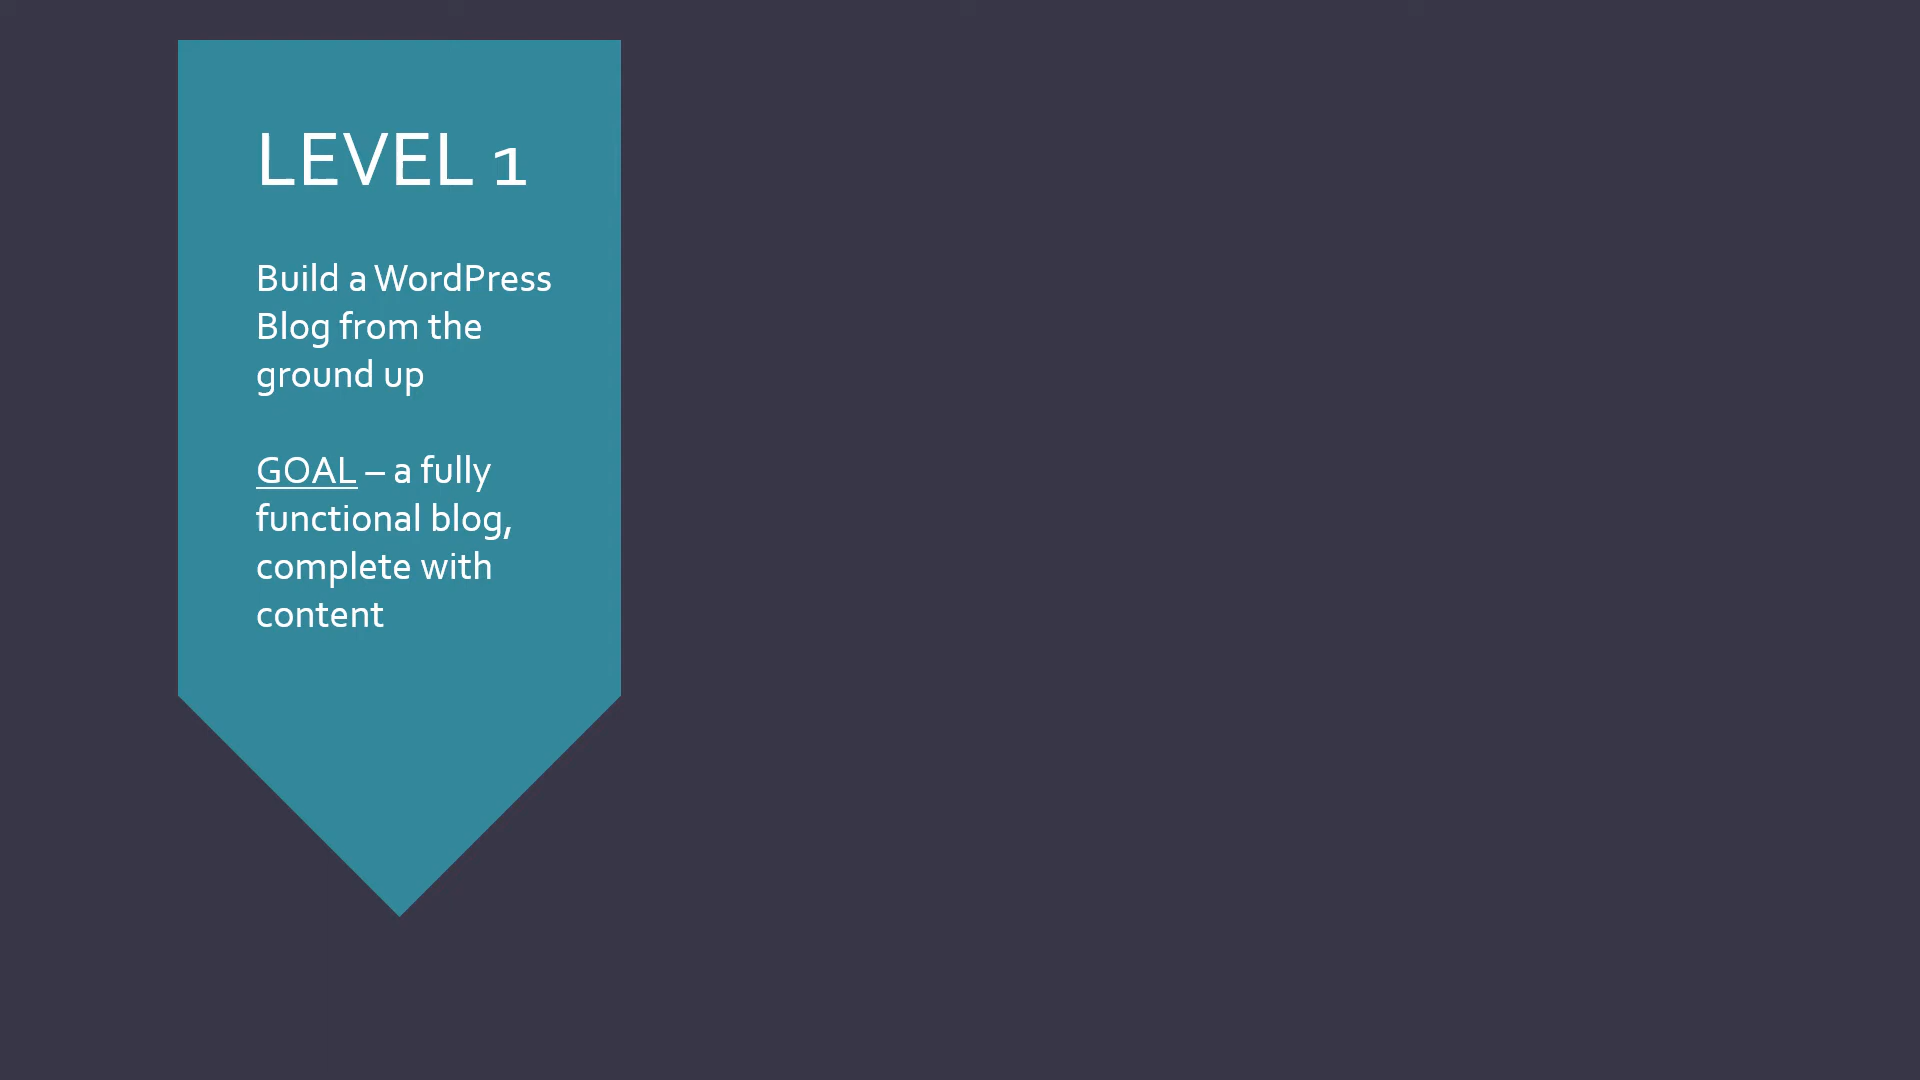 LEVEL 1
Build a WordPress
Blog from the
ground up
GOAL – a fully
functional blog,
complete with
content